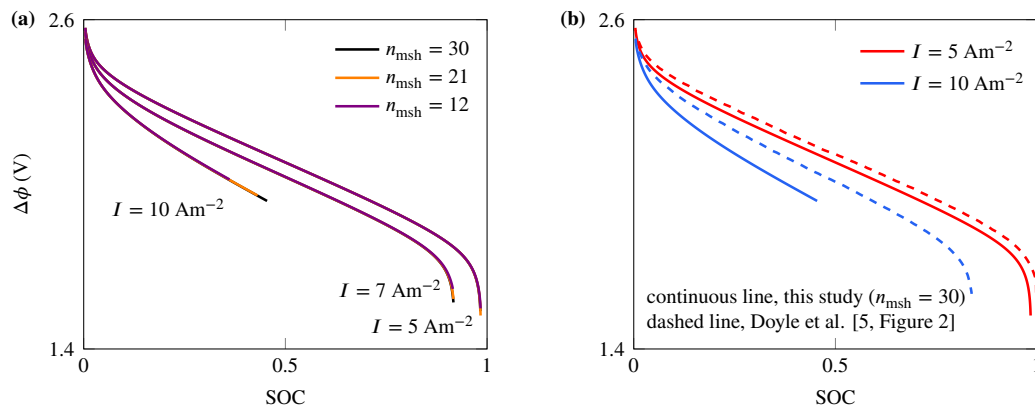 (a)
2.6
n_msh = 30
n_msh = 21
n_msh = 12
Δϕ (V)
I = 10 Am⁻²
I = 7 Am⁻²
I = 5 Am⁻²
1.4
0
0.5
1
SOC
(b)
2.6
I = 5 Am⁻²
I = 10 Am⁻²
continuous line, this study (n_msh = 30)
dashed line, Doyle et al. [5, Figure 2]
1.4
0
0.5
1
SOC